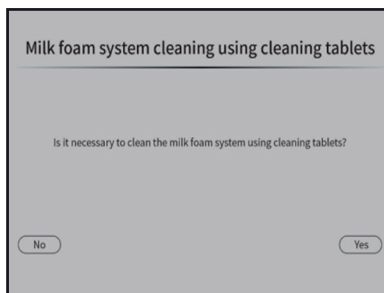 Milk foam system cleaning using cleaning tablets
Is it necessary to clean the milk foam system using cleaning tablets?
No
Yes